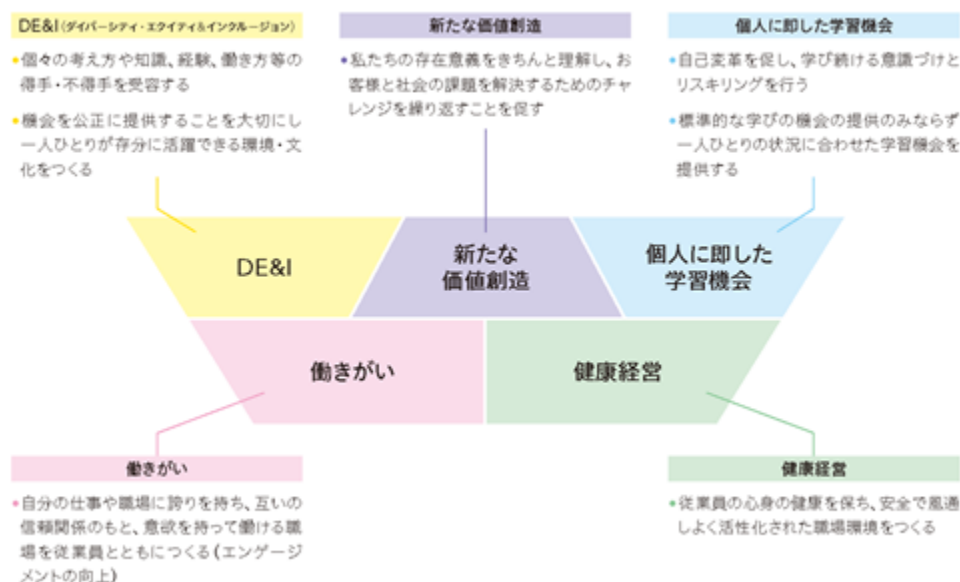 DE&I(ダイバーシティ・エクイティ&インクルージョン)
•個々の考え方や知識、経験、働き方等の
得手・不得手を受容する
•機会を公正に提供することを大切にし
一人ひとりが存分に活躍できる環境・文
化をつくる
新たな価値創造
•私たちの存在意義をきちんと理解し、お
客様と社会の課題を解決するためのチャ
レンジを繰り返すことを促す
個人に即した学習機会
•自己変革を促し、学び続ける意識づけと
リスキリングを行う
•標準的な学びの機会の提供のみならず
一人ひとりの状況に合わせた学習機会を
提供する
DE&I
新たな
価値創造
個人に即した
学習機会
働きがい
健康経営
働きがい
•自分の仕事や職場に誇りを持ち、互いの
信頼関係のもと、意欲を持って働ける職
場を従業員とともにつくる(エンゲージ
メントの向上)
健康経営
•従業員の心身の健康を保ち、安全で風通
しよく活性化された職場環境をつくる